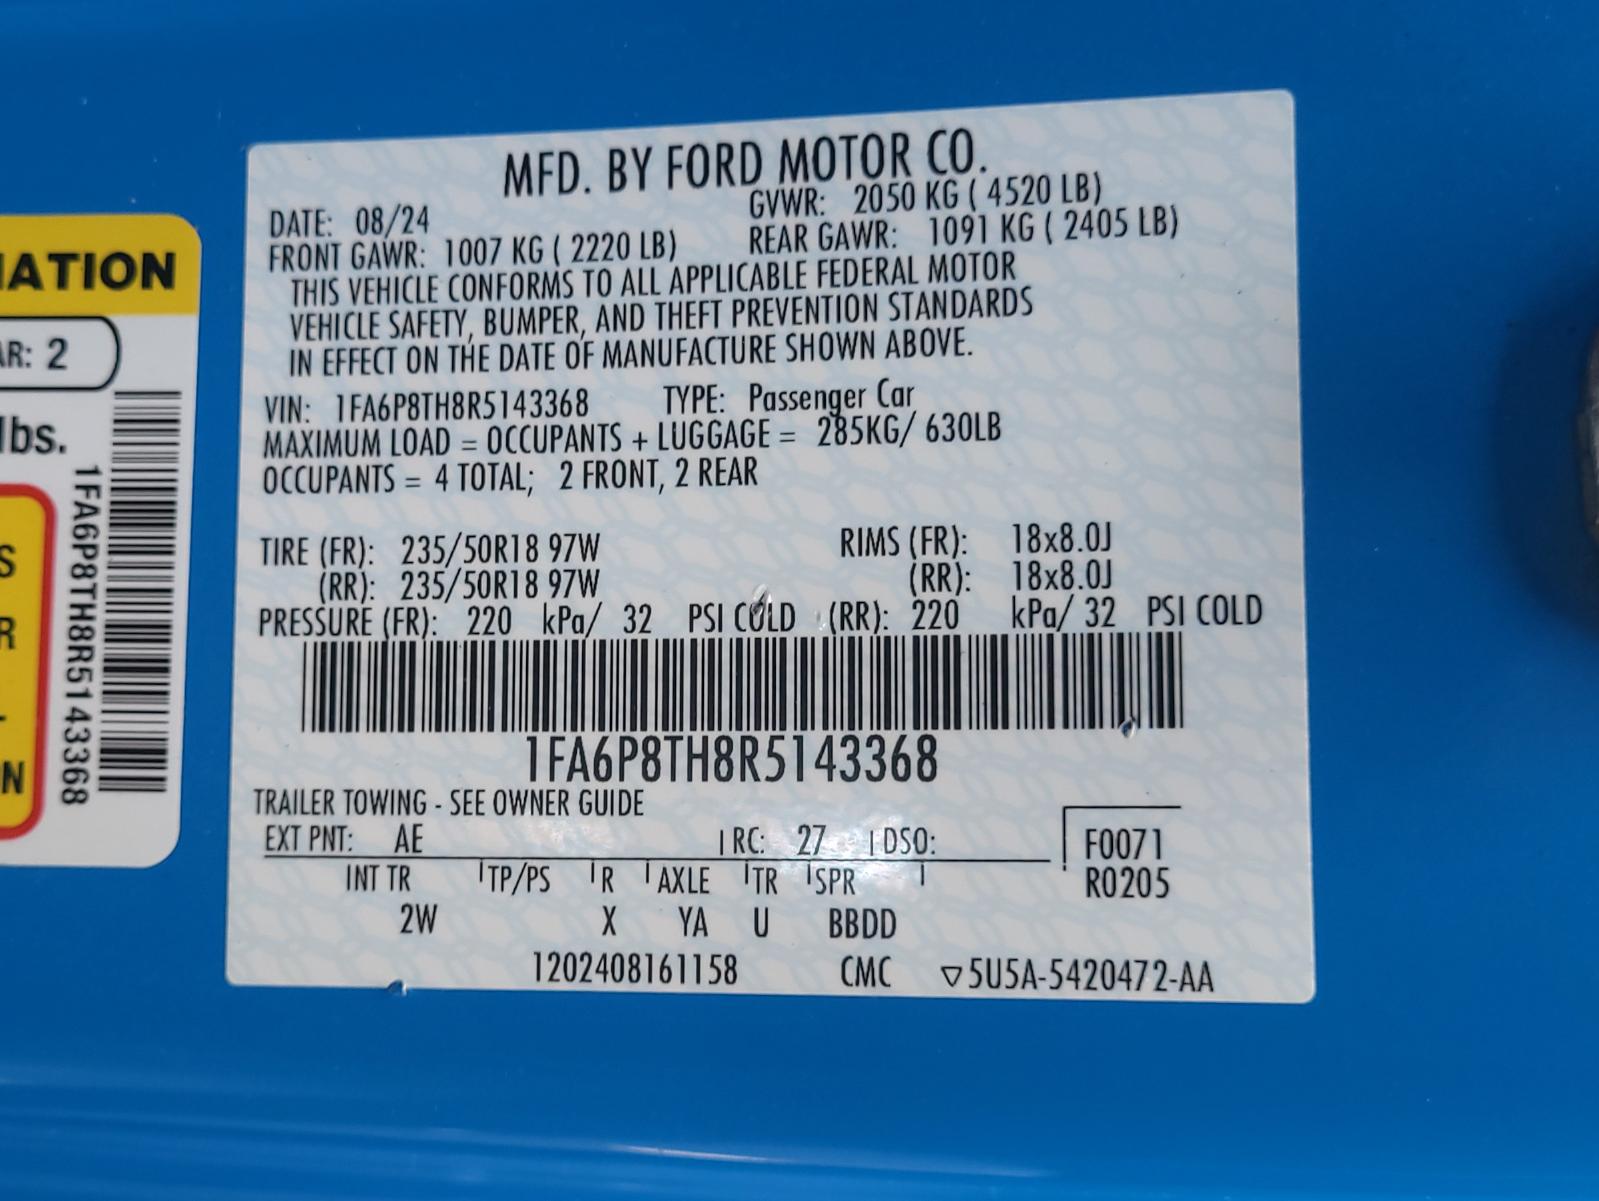 MFD. BY FORD MOTOR CO.
DATE: 08/24 GVWR: 2050 KG ( 4520 LB)
FRONT GAWR: 1007 KG ( 2220 LB) REAR GAWR: 1091 KG ( 2405 LB)
THIS VEHICLE CONFORMS TO ALL APPLICABLE FEDERAL MOTOR
VEHICLE SAFETY, BUMPER, AND THEFT PREVENTION STANDARDS
IN EFFECT ON THE DATE OF MANUFACTURE SHOWN ABOVE.
VIN: 1FA6P8TH8R5143368 TYPE: Passenger Car
MAXIMUM LOAD = OCCUPANTS + LUGGAGE = 285KG/ 630LB
OCCUPANTS = 4 TOTAL; 2 FRONT, 2 REAR
TIRE (FR): 235/50R18 97W RIMS (FR): 18x8.0J
(RR): 235/50R18 97W (RR): 18x8.0J
PRESSURE (FR): 220 kPa/ 32 PSI COLD (RR): 220 kPa/ 32 PSI COLD
1FA6P8TH8R5143368
TRAILER TOWING - SEE OWNER GUIDE
EXT PNT: AE RC: 27 DSO:
F0071
R0205
INT TR TP/PS R AXLE TR SPR
2W X YA U BBDD
1202408161158 CMC ▽5U5A-5420472-AA
AR: 2
lbs.
1FA6P8TH8R5143368